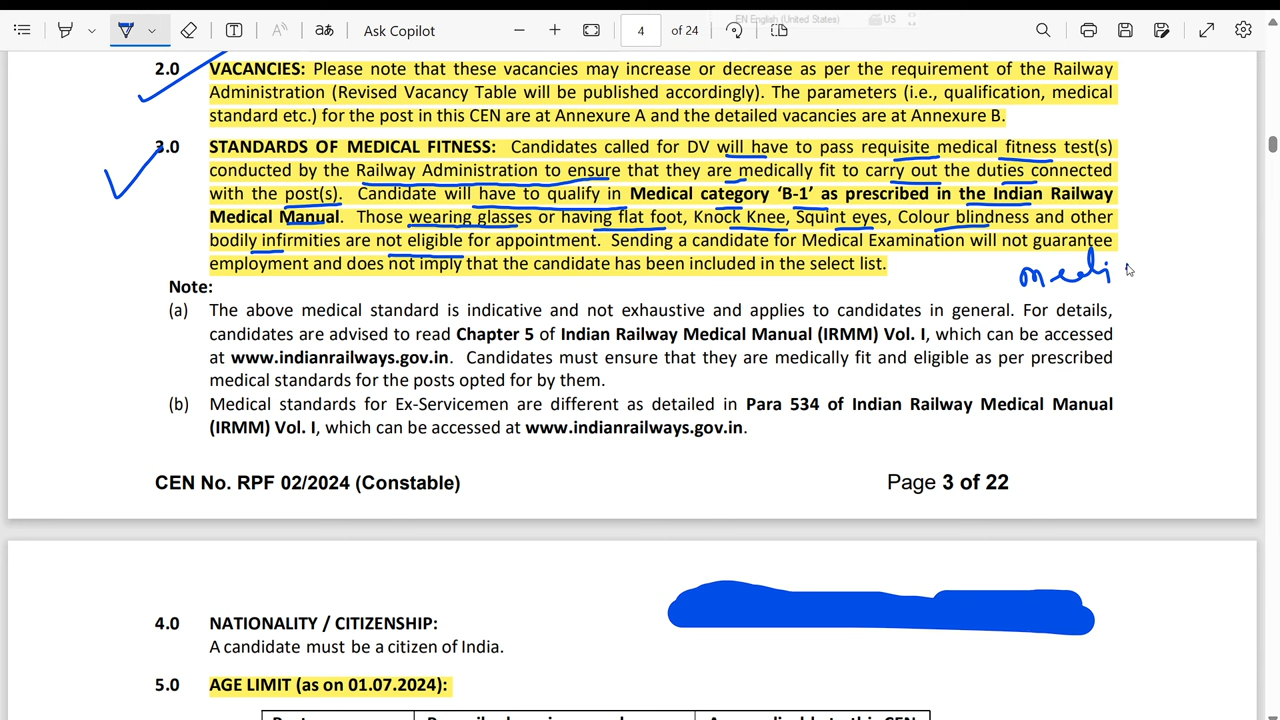 EN English (United States) US
Ask Copilot 4 of 24
2.0 VACANCIES: Please note that these vacancies may increase or decrease as per the requirement of the Railway
Administration (Revised Vacancy Table will be published accordingly). The parameters (i.e., qualification, medical
standard etc.) for the post in this CEN are at Annexure A and the detailed vacancies are at Annexure B.
3.0 STANDARDS OF MEDICAL FITNESS: Candidates called for DV will have to pass requisite medical fitness test(s)
conducted by the Railway Administration to ensure that they are medically fit to carry out the duties connected
with the post(s). Candidate will have to qualify in Medical category ‘B-1’ as prescribed in the Indian Railway
Medical Manual. Those wearing glasses or having flat foot, Knock Knee, Squint eyes, Colour blindness and other
bodily infirmities are not eligible for appointment. Sending a candidate for Medical Examination will not guarantee
employment and does not imply that the candidate has been included in the select list.
medi
Note:
(a) The above medical standard is indicative and not exhaustive and applies to candidates in general. For details,
candidates are advised to read Chapter 5 of Indian Railway Medical Manual (IRMM) Vol. I, which can be accessed
at www.indianrailways.gov.in. Candidates must ensure that they are medically fit and eligible as per prescribed
medical standards for the posts opted for by them.
(b) Medical standards for Ex-Servicemen are different as detailed in Para 534 of Indian Railway Medical Manual
(IRMM) Vol. I, which can be accessed at www.indianrailways.gov.in.
CEN No. RPF 02/2024 (Constable) Page 3 of 22
4.0 NATIONALITY / CITIZENSHIP:
A candidate must be a citizen of India.
5.0 AGE LIMIT (as on 01.07.2024):